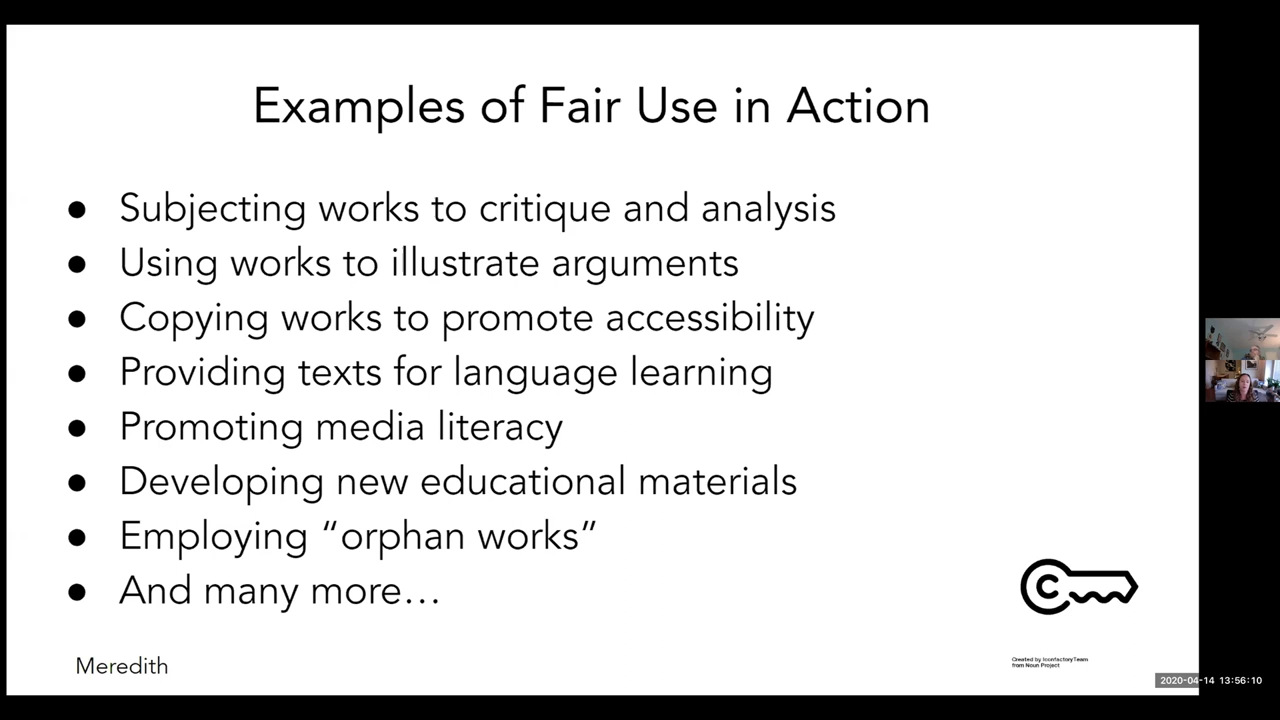 Examples of Fair Use in Action
● Subjecting works to critique and analysis
● Using works to illustrate arguments
● Copying works to promote accessibility
● Providing texts for language learning
● Promoting media literacy
● Developing new educational materials
● Employing “orphan works”
● And many more…
C
Meredith
Created by IconfactoryTeam
from Noun Project
2020-04-14 13:56:10